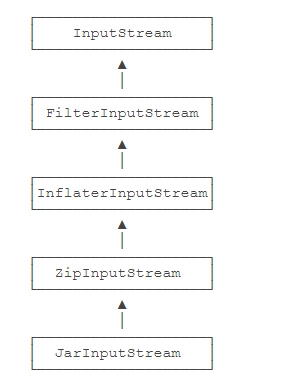 InputStream
FilterInputStream
InflaterInputStream
ZipInputStream
JarInputStream